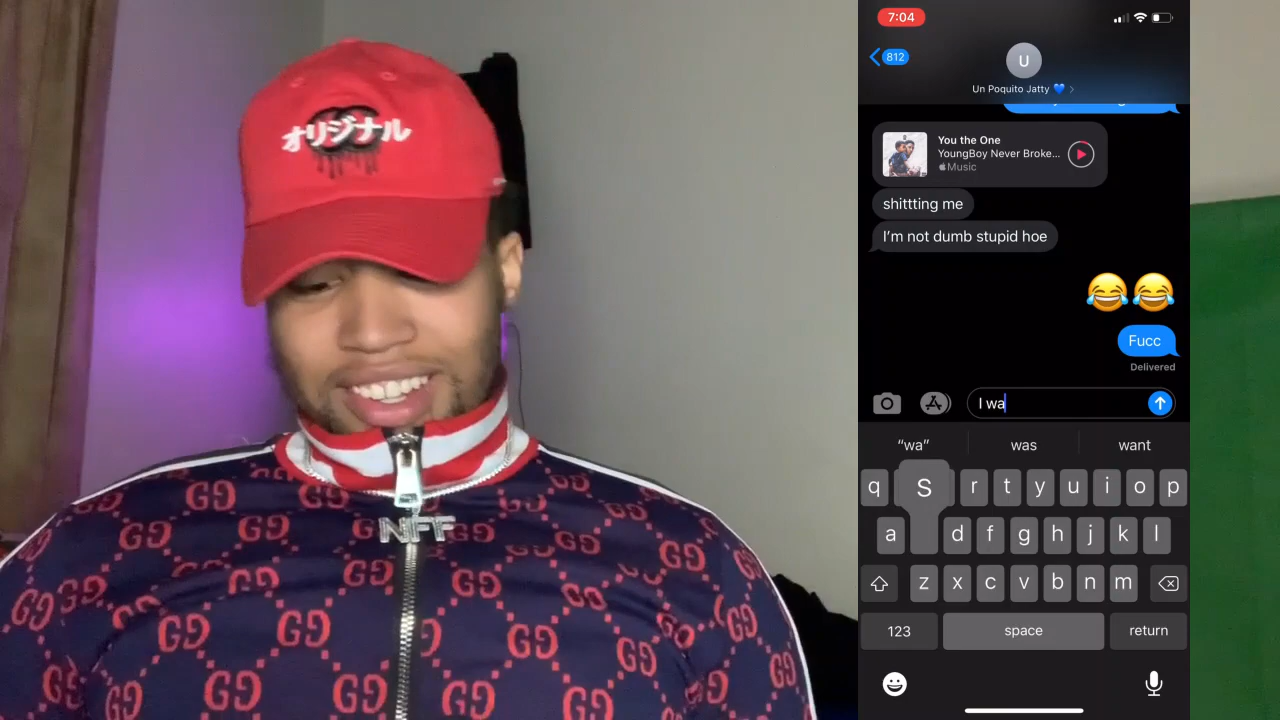 オリジナル
NFF
7:04
812
U
Un Poquito Jatty 💙 >
You the One
YoungBoy Never Broke...
Music
shittting me
I'm not dumb stupid hoe
😂😂
Fucc
Delivered
I wa
“wa” was want
q S r t y u i o p
a d f g h j k l
z x c v b n m
123 space return